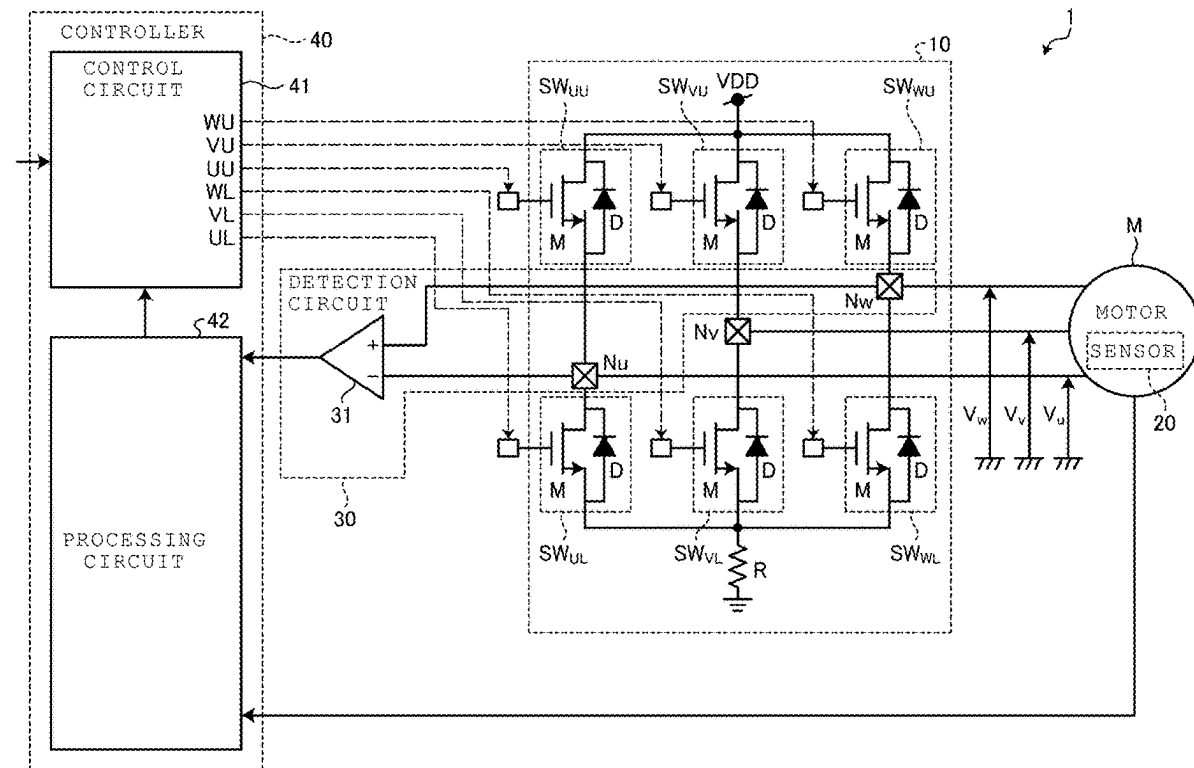 CONTROLLER
40
CONTROL
CIRCUIT
41
WU
VU
UU
WL
VL
UL
10
1
SWUU
SWVU
VDD
SWWU
M
D
M
D
M
D
DETECTION
CIRCUIT
Nw
Nv
Nu
M
MOTOR
SENSOR
20
42
+
−
31
Vw
Vv
Vu
30
PROCESSING
CIRCUIT
M
D
M
D
M
D
SWUL
SWVL
SWWL
R